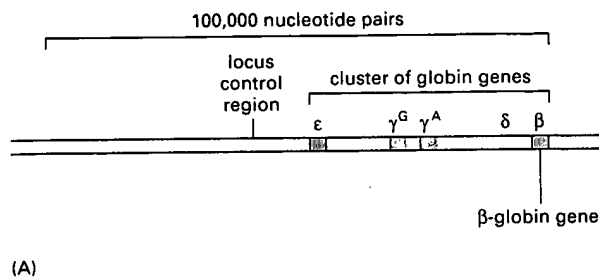 100,000 nucleotide pairs
locus
control
region
cluster of globin genes
ε γᴳ γᴬ δ β
β-globin gene
(A)